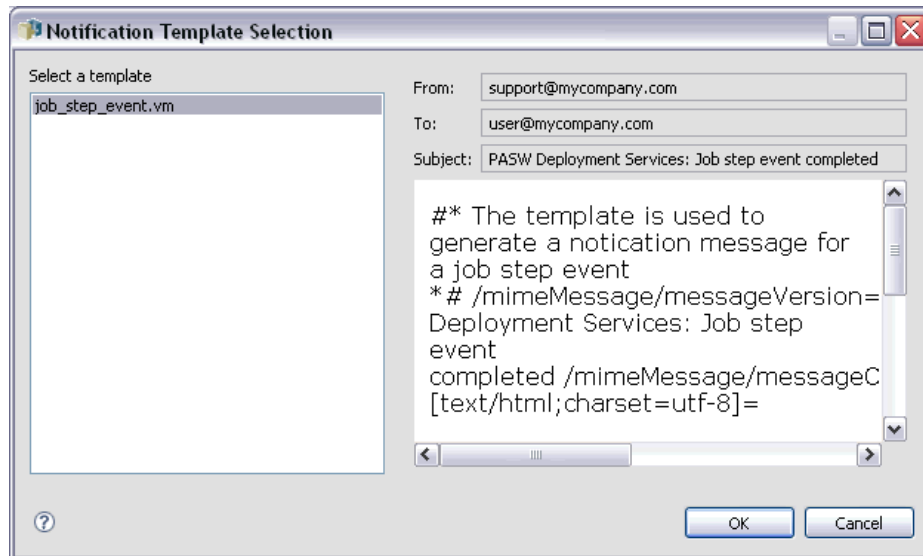 Notification Template Selection
Select a template
job_step_event.vm
From: support@mycompany.com
To: user@mycompany.com
Subject: PASW Deployment Services: Job step event completed
#* The template is used to
generate a notication message for
a job step event
*# /mimeMessage/messageVersion=
Deployment Services: Job step
event
completed /mimeMessage/messageC
[text/html;charset=utf-8]=
?
OK Cancel